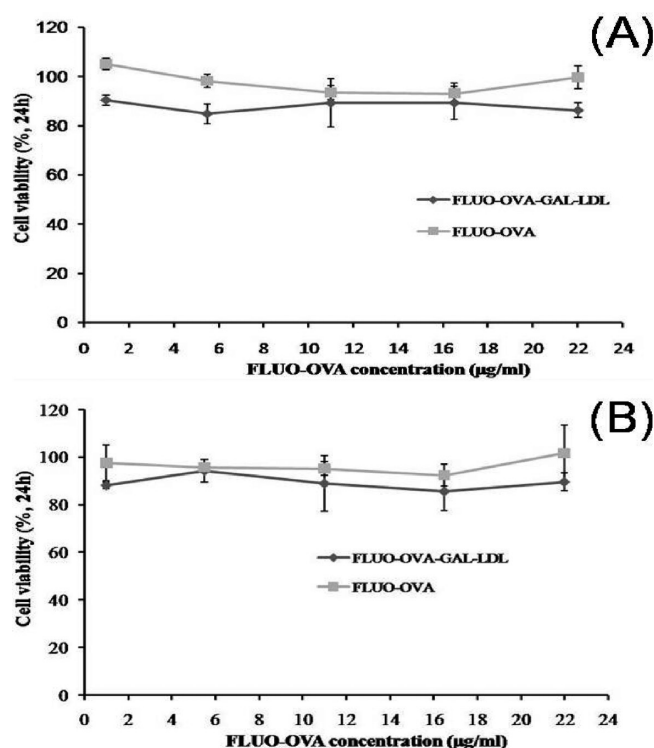 (A)
Cell viability (%, 24h)
120
100
80
60
40
20
0
FLUO-OVA-GAL-LDL
FLUO-OVA
0 2 4 6 8 10 12 14 16 18 20 22 24
FLUO-OVA concentration (µg/ml)
(B)
Cell viability (%, 24h)
120
100
80
60
40
20
0
FLUO-OVA-GAL-LDL
FLUO-OVA
0 2 4 6 8 10 12 14 16 18 20 22 24
FLUO-OVA concentration (µg/ml)